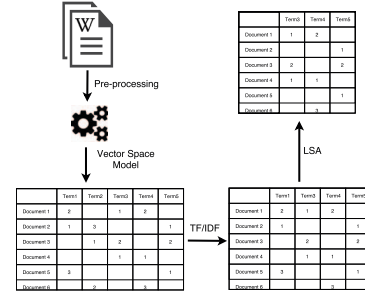 W
Pre-processing
Vector Space
Model
Term1 Term2 Term3 Term4 Term5
Document 1 2 1 2
Document 2 1 3 1
Document 3 1 2 2
Document 4 1 1
Document 5 3 1
Document 6 2 3
TF/IDF
Term1 Term3 Term4 Term5
Document 1 2 1 2
Document 2 1 1
Document 3 2 2
Document 4 1 1
Document 5 3 1
Document 6 3
LSA
Term3 Term4 Term5
Document 1 1 2
Document 2 1
Document 3 2 2
Document 4 1 1
Document 5 1
Document 6 3